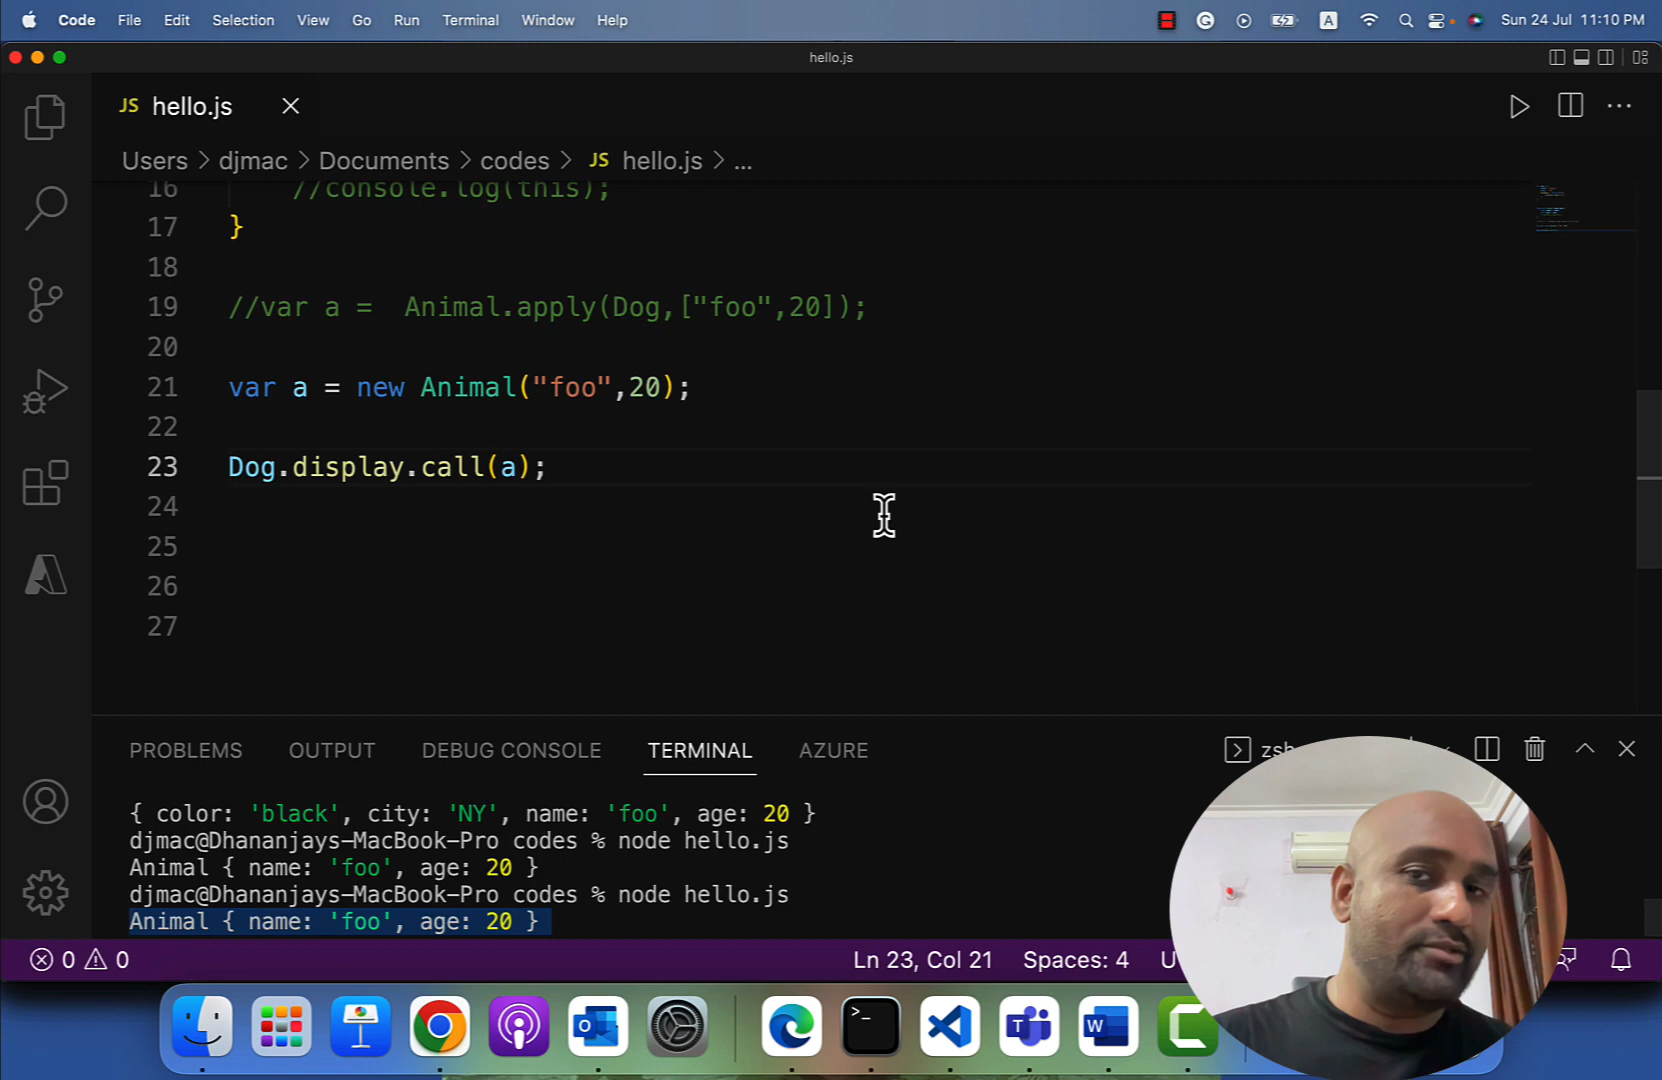 Code File Edit Selection View Go Run Terminal Window Help A Sun 24 Jul 11:10 PM
hello.js
JS hello.js
Users > djmac > Documents > codes > JS hello.js > ...
16 //console.log(this);
17 }
18
19 //var a =  Animal.apply(Dog,["foo",20]);
20
21 var a = new Animal("foo",20);
22
23 Dog.display.call(a);
24
25
26
27
PROBLEMS OUTPUT DEBUG CONSOLE TERMINAL AZURE
{ color: 'black', city: 'NY', name: 'foo', age: 20 }
djmac@Dhananjays-MacBook-Pro codes % node hello.js
Animal { name: 'foo', age: 20 }
djmac@Dhananjays-MacBook-Pro codes % node hello.js
Animal { name: 'foo', age: 20 }
0 0 Ln 23, Col 21 Spaces: 4